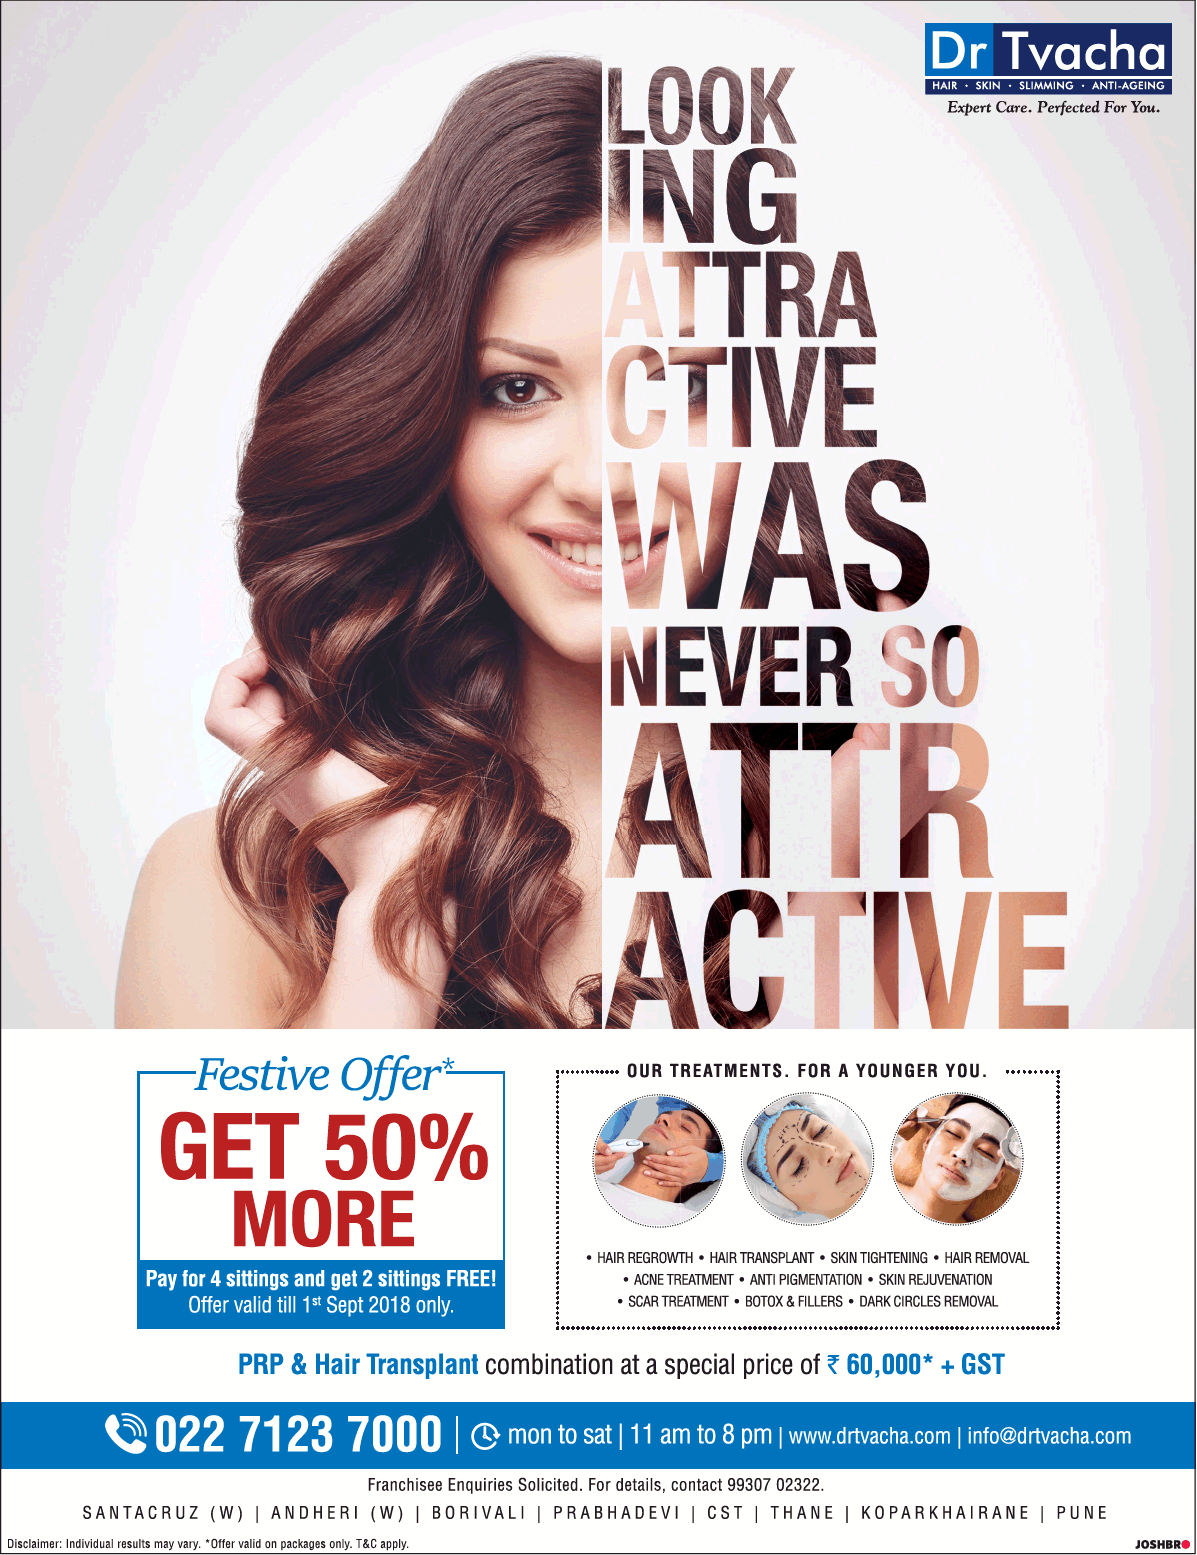 Dr Tvacha
HAIR • SKIN • SLIMMING • ANTI-AGEING
Expert Care. Perfected For You.
LOOK
ING
ATTRA
CTIVE
WAS
NEVER SO
ATTR
ACTIVE
Festive Offer*
GET 50%
MORE
Pay for 4 sittings and get 2 sittings FREE!
Offer valid till 1st Sept 2018 only.
OUR TREATMENTS. FOR A YOUNGER YOU.
• HAIR REGROWTH • HAIR TRANSPLANT • SKIN TIGHTENING • HAIR REMOVAL
• ACNE TREATMENT • ANTI PIGMENTATION • SKIN REJUVENATION
• SCAR TREATMENT • BOTOX & FILLERS • DARK CIRCLES REMOVAL
PRP & Hair Transplant combination at a special price of ₹ 60,000* + GST
022 7123 7000 | mon to sat | 11 am to 8 pm | www.drtvacha.com | info@drtvacha.com
Franchisee Enquiries Solicited. For details, contact 99307 02322.
SANTACRUZ (W) | ANDHERI (W) | BORIVALI | PRABHADEVI | CST | THANE | KOPARKHAIRANE | PUNE
Disclaimer: Individual results may vary. *Offer valid on packages only. T&C apply.
JOSHBRO